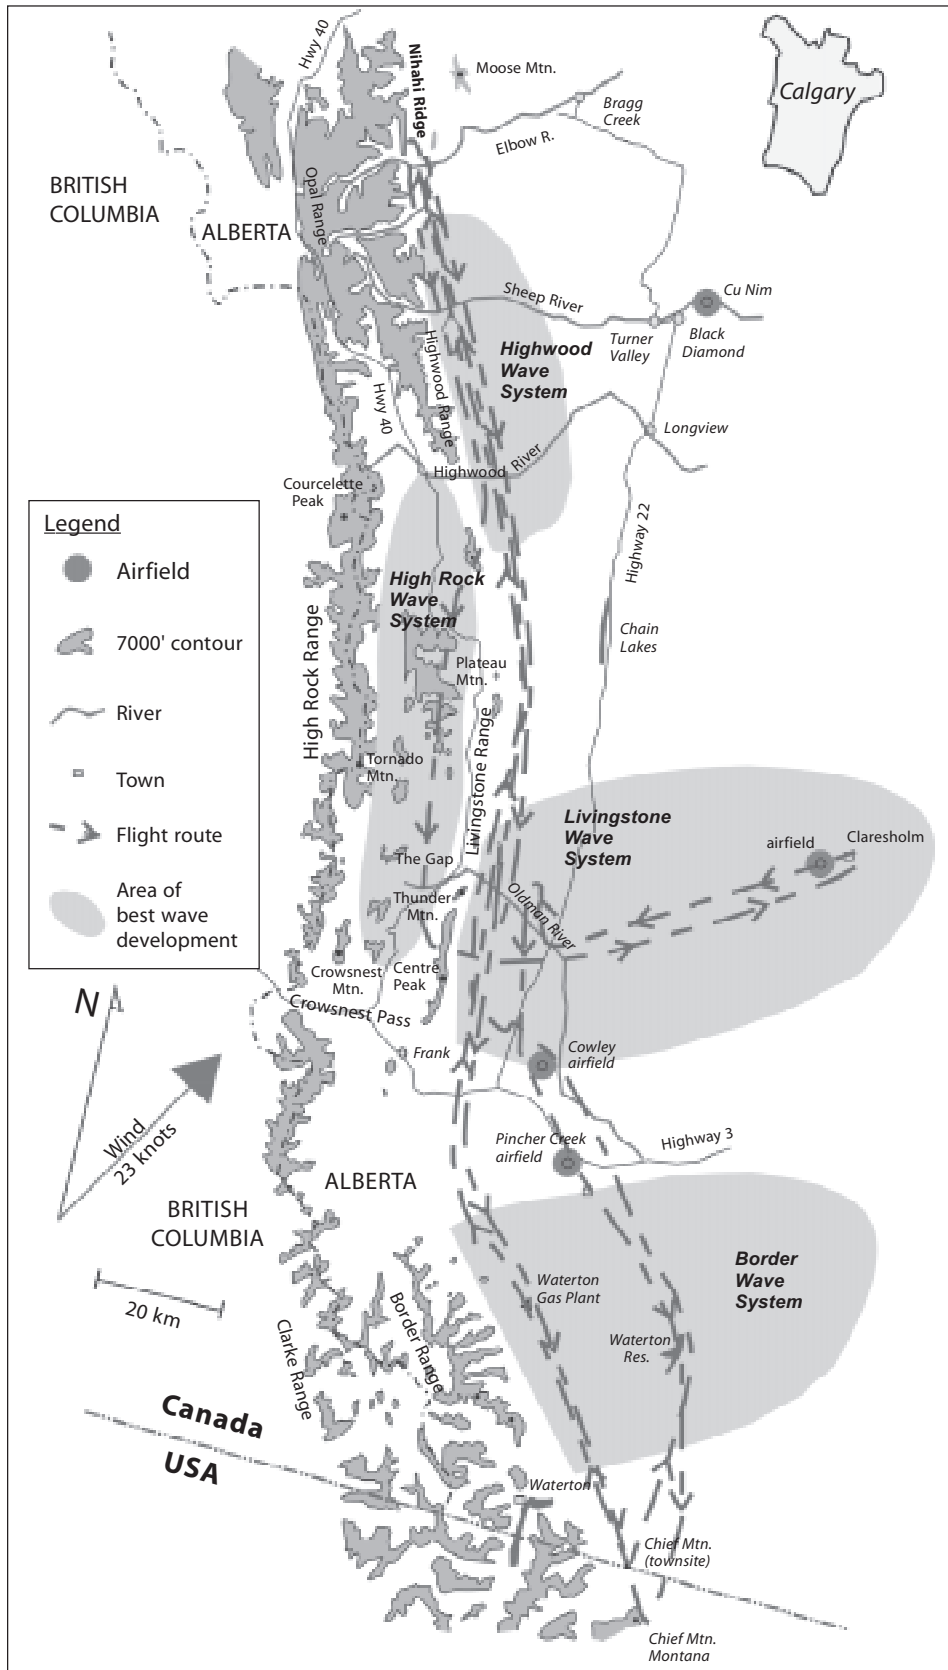 Hwy 40
Nihahi Ridge
Moose Mtn.
Bragg
Creek
Calgary
Elbow R.
BRITISH
COLUMBIA
ALBERTA
Opal Range
Sheep River
Cu Nim
Turner
Valley
Black
Diamond
Highwood
Wave
System
Highwood Range
Hwy 40
Longview
Highwood River
Courcelette
Peak
Legend
Airfield
7000' contour
River
Town
Flight route
Area of
best wave
development
High Rock
Wave
System
Highway 22
Chain
Lakes
High Rock Range
Plateau
Mtn.
Livingstone Range
Tornado
Mtn.
Livingstone
Wave
System
airfield
Claresholm
The Gap
Thunder
Mtn.
Oldman River
Crowsnest
Mtn.
Centre
Peak
Crowsnest Pass
N
Frank
Cowley
airfield
Wind
23 knots
Pincher Creek
airfield
Highway 3
ALBERTA
BRITISH
COLUMBIA
20 km
Border
Wave
System
Waterton
Gas Plant
Waterton
Res.
Clarke Range
Border Range
Canada
USA
Waterton
Chief Mtn.
(townsite)
Chief Mtn.
Montana